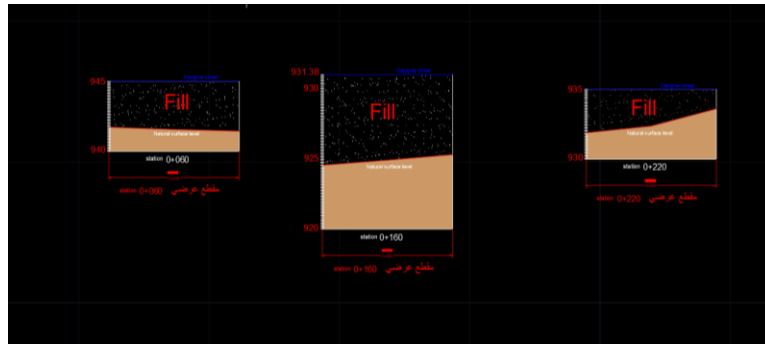 945
Fill
Natural surface level
940
station 0+060
station 0+060 مقطع عرضي
931.38
930
Fill
925
Natural surface level
920
station 0+160
station 0+160 مقطع عرضي
935
Fill
Natural surface level
930
station 0+220
station 0+220 مقطع عرضي